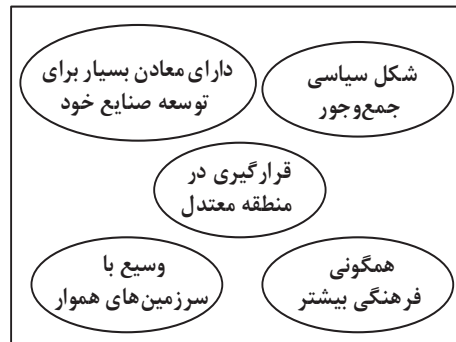 شکل سیاسی
جمع‌وجور
دارای معادن بسیار برای
توسعه صنایع خود
قرارگیری در
منطقه معتدل
همگونی
فرهنگی بیشتر
وسیع با
سرزمین‌های هموار